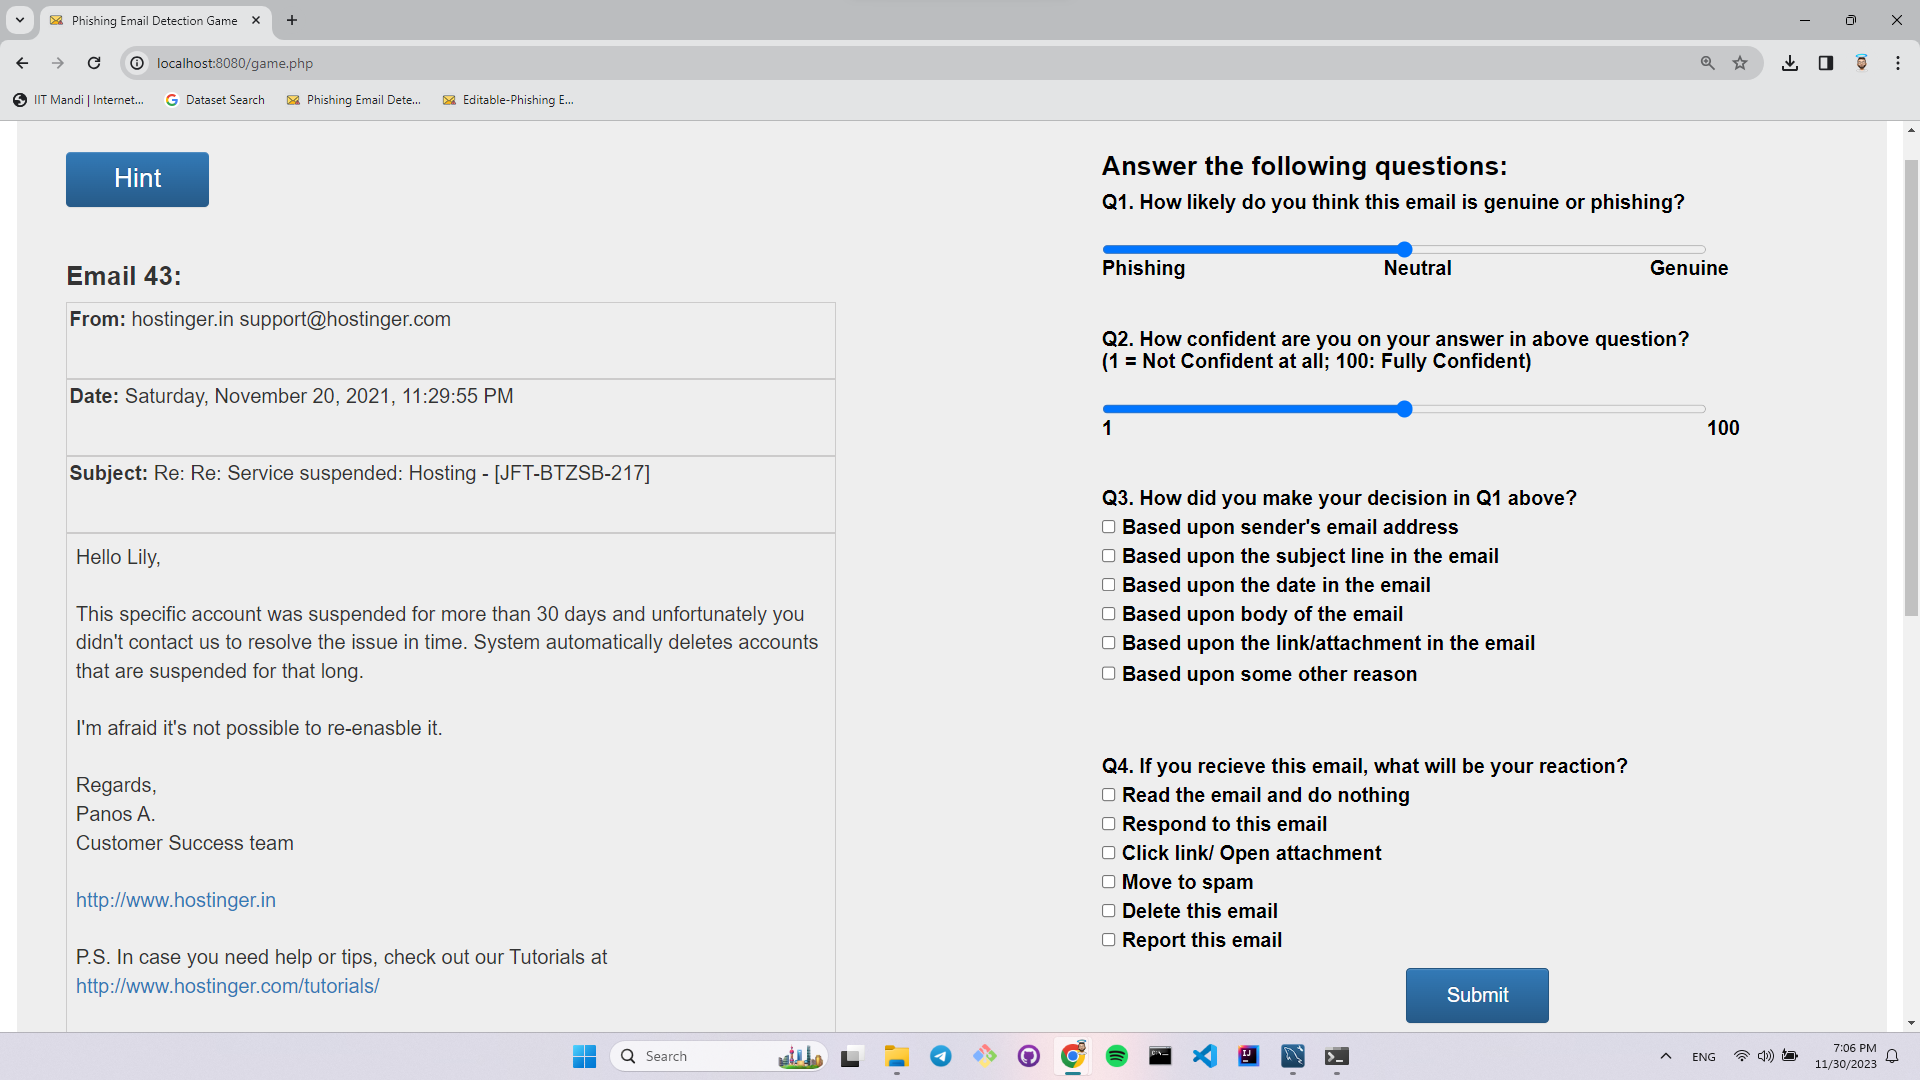 Phishing Email Detection Game
localhost:8080/game.php
IIT Mandi | Internet...
Dataset Search
Phishing Email Dete...
Editable-Phishing E...
Hint
Email 43:
From: hostinger.in support@hostinger.com
Date: Saturday, November 20, 2021, 11:29:55 PM
Subject: Re: Re: Service suspended: Hosting - [JFT-BTZSB-217]
Hello Lily,
This specific account was suspended for more than 30 days and unfortunately you
didn't contact us to resolve the issue in time. System automatically deletes accounts
that are suspended for that long.
I'm afraid it's not possible to re-enasble it.
Regards,
Panos A.
Customer Success team
http://www.hostinger.in
P.S. In case you need help or tips, check out our Tutorials at
http://www.hostinger.com/tutorials/
Answer the following questions:
Q1. How likely do you think this email is genuine or phishing?
Phishing
Neutral
Genuine
Q2. How confident are you on your answer in above question?
(1 = Not Confident at all; 100: Fully Confident)
1
100
Q3. How did you make your decision in Q1 above?
Based upon sender's email address
Based upon the subject line in the email
Based upon the date in the email
Based upon body of the email
Based upon the link/attachment in the email
Based upon some other reason
Q4. If you recieve this email, what will be your reaction?
Read the email and do nothing
Respond to this email
Click link/ Open attachment
Move to spam
Delete this email
Report this email
Submit
Search
ENG
7:06 PM
11/30/2023